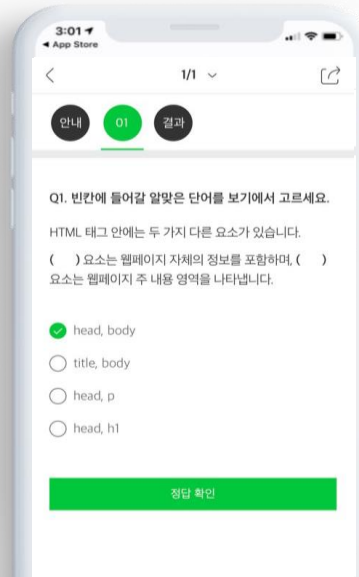 3:01
◀ App Store
1/1
안내
01
결과
Q1. 빈칸에 들어갈 알맞은 단어를 보기에서 고르세요.
HTML 태그 안에는 두 가지 다른 요소가 있습니다.
( ) 요소는 웹페이지 자체의 정보를 포함하며, ( )
요소는 웹페이지 주 내용 영역을 나타냅니다.
head, body
title, body
head, p
head, h1
정답 확인